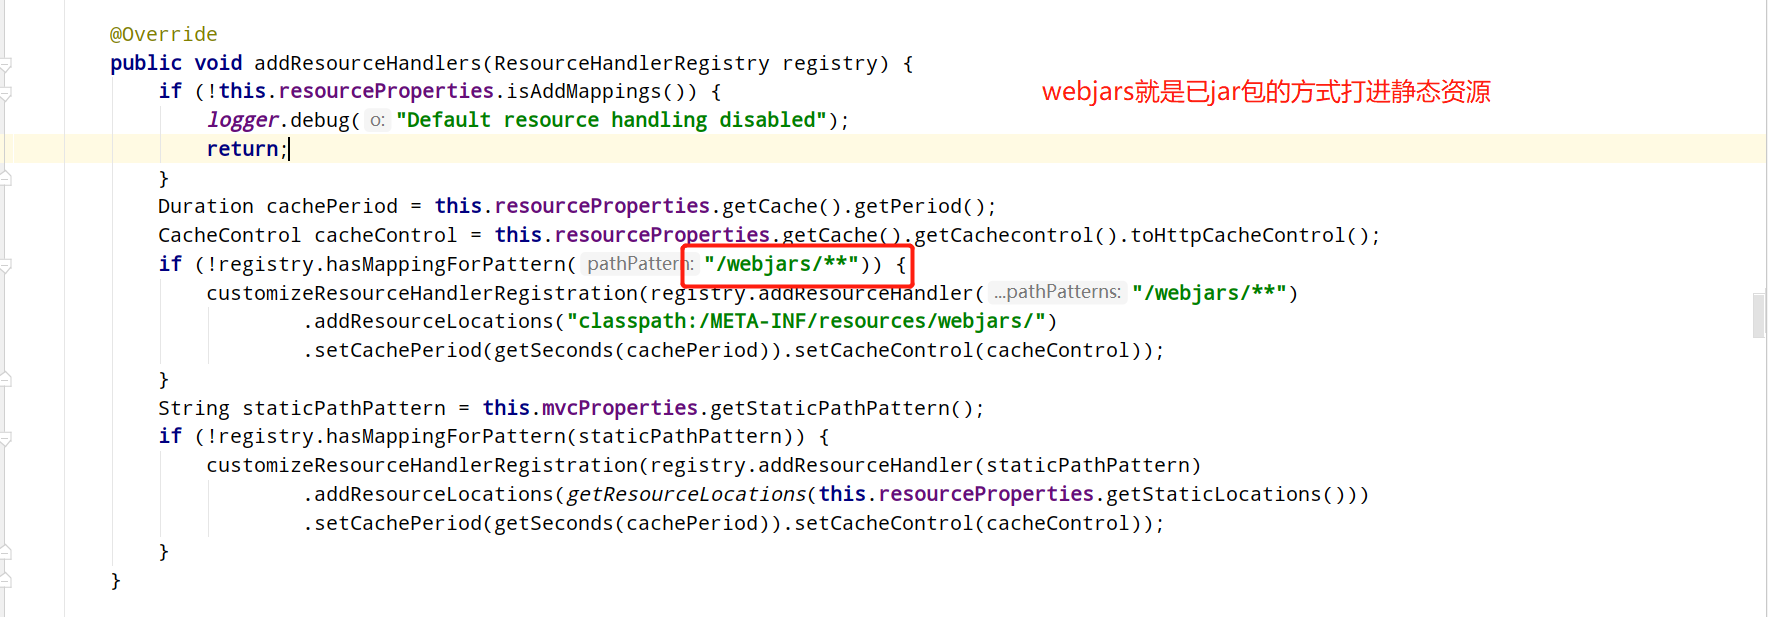 @Override
public void addResourceHandlers(ResourceHandlerRegistry registry) {
if (!this.resourceProperties.isAddMappings()) {
webjars就是已jar包的方式打进静态资源
logger.debug( o: "Default resource handling disabled");
return;
}
Duration cachePeriod = this.resourceProperties.getCache().getPeriod();
CacheControl cacheControl = this.resourceProperties.getCache().getCachecontrol().toHttpCacheControl();
if (!registry.hasMappingForPattern( pathPattern: "/webjars/**")) {
customizeResourceHandlerRegistration(registry.addResourceHandler( ...pathPatterns: "/webjars/**")
.addResourceLocations("classpath:/META-INF/resources/webjars/")
.setCachePeriod(getSeconds(cachePeriod)).setCacheControl(cacheControl));
}
String staticPathPattern = this.mvcProperties.getStaticPathPattern();
if (!registry.hasMappingForPattern(staticPathPattern)) {
customizeResourceHandlerRegistration(registry.addResourceHandler(staticPathPattern)
.addResourceLocations(getResourceLocations(this.resourceProperties.getStaticLocations()))
.setCachePeriod(getSeconds(cachePeriod)).setCacheControl(cacheControl));
}
}